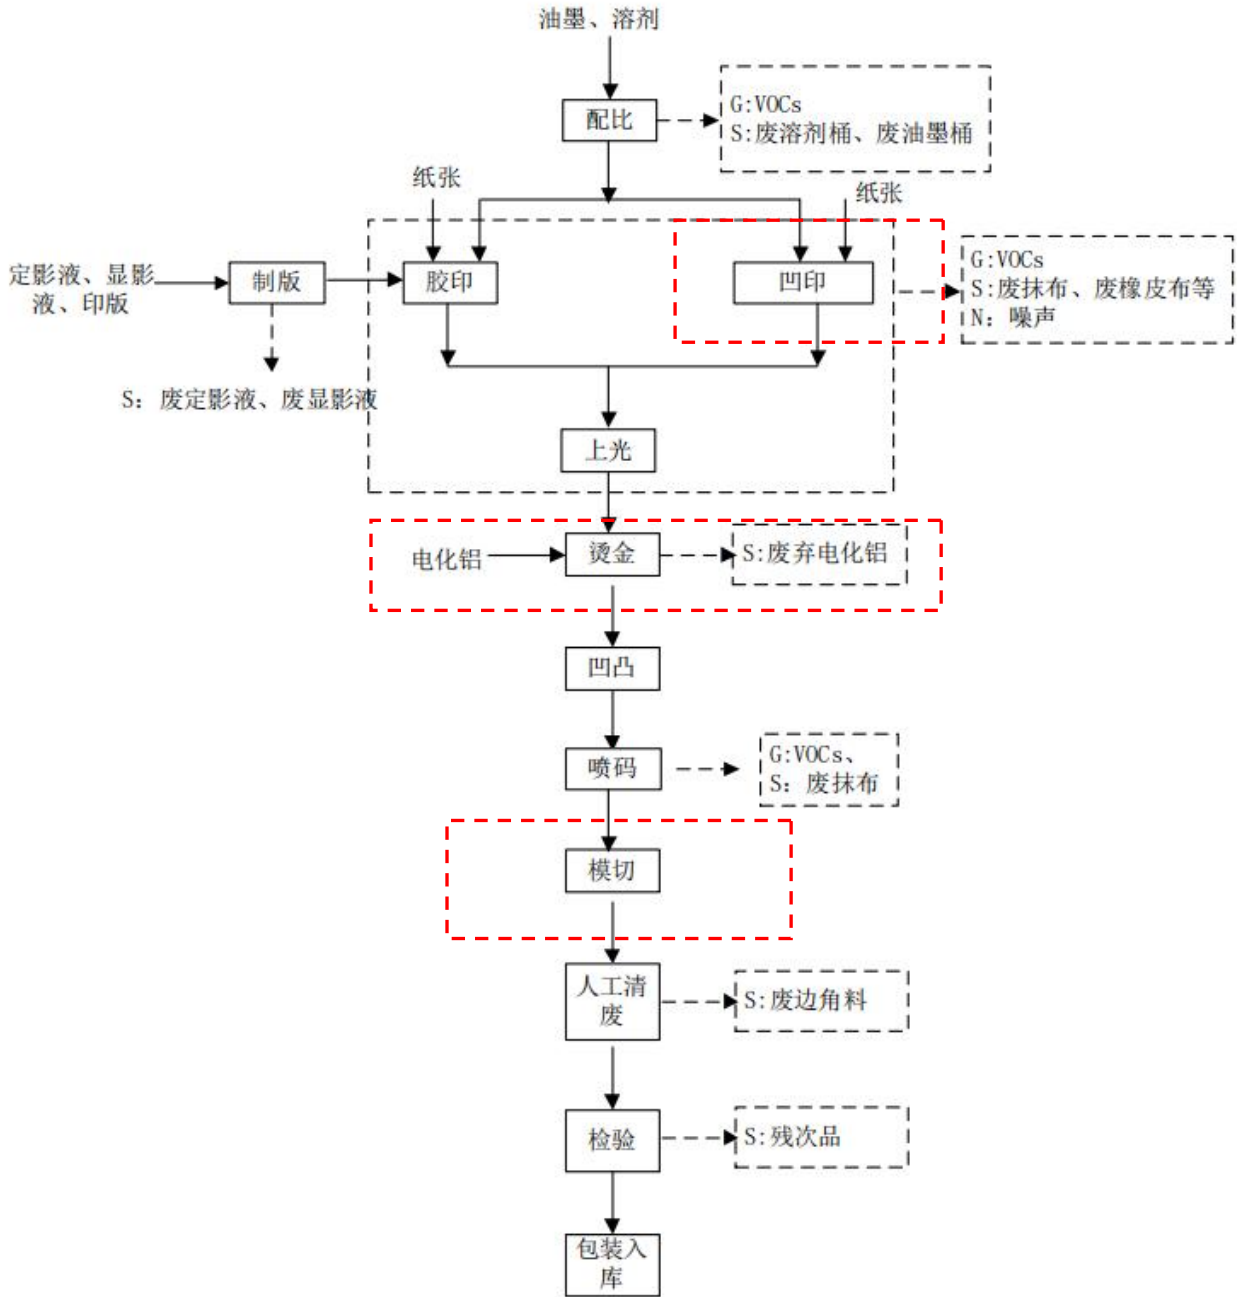 油墨、溶剂
配比
G:VOCs
S:废溶剂桶、废油墨桶
纸张
纸张
定影液、显影
液、印版
制版
胶印
凹印
G:VOCs
S:废抹布、废橡皮布等
N：噪声
S：废定影液、废显影液
上光
电化铝
烫金
S:废弃电化铝
凹凸
喷码
G:VOCs、
S：废抹布
模切
人工清
废
S:废边角料
检验
S:残次品
包装入
库